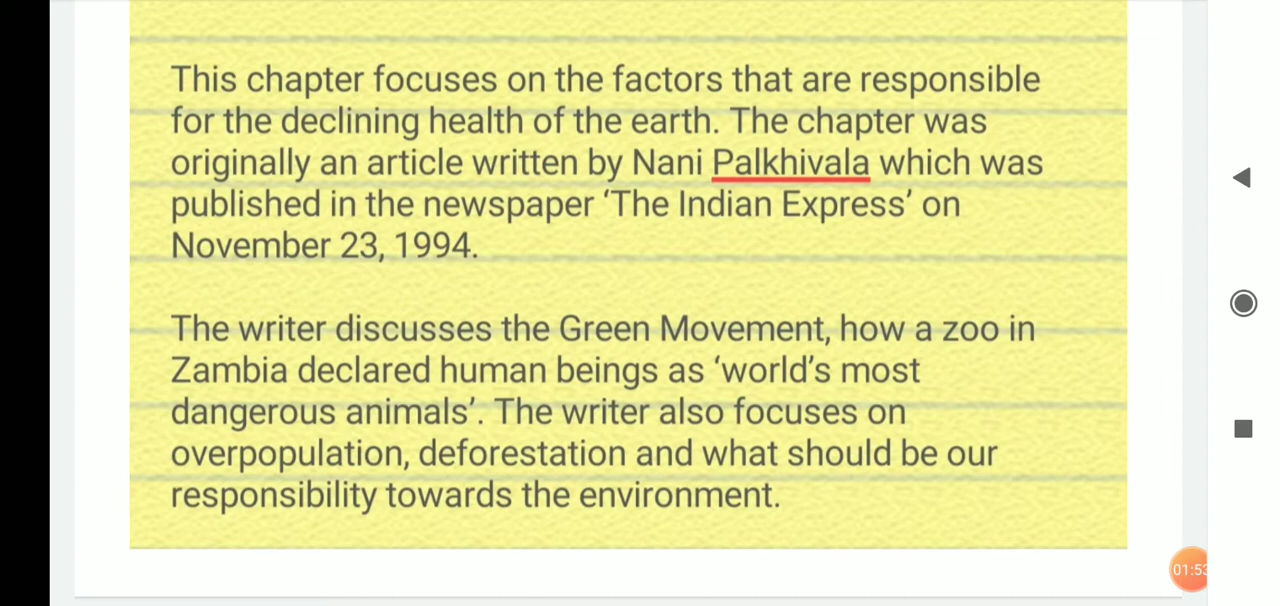 This chapter focuses on the factors that are responsible
for the declining health of the earth. The chapter was
originally an article written by Nani Palkhivala which was
published in the newspaper ‘The Indian Express’ on
November 23, 1994.
The writer discusses the Green Movement, how a zoo in
Zambia declared human beings as ‘world’s most
dangerous animals’. The writer also focuses on
overpopulation, deforestation and what should be our
responsibility towards the environment.
01:53